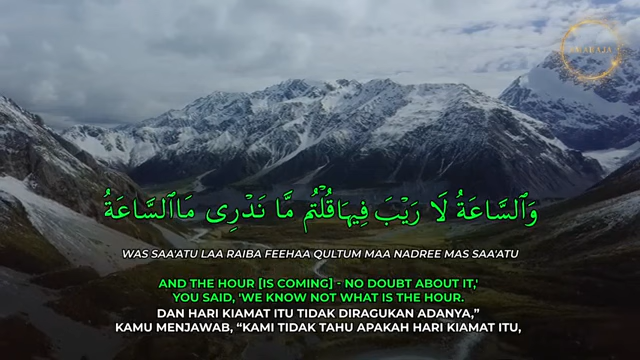 وَٱلسَّاعَةُ لَا رَيْبَ فِيهَاقُلْتُم مَّا نَدْرِى مَاٱلسَّاعَةُ
WAS SAA'ATU LAA RAIBA FEEHAA QULTUM MAA NADREE MAS SAA'ATU
AND THE HOUR [IS COMING] - NO DOUBT ABOUT IT,'
YOU SAID, 'WE KNOW NOT WHAT IS THE HOUR.
DAN HARI KIAMAT ITU TIDAK DIRAGUKAN ADANYA,”
KAMU MENJAWAB, “KAMI TIDAK TAHU APAKAH HARI KIAMAT ITU,